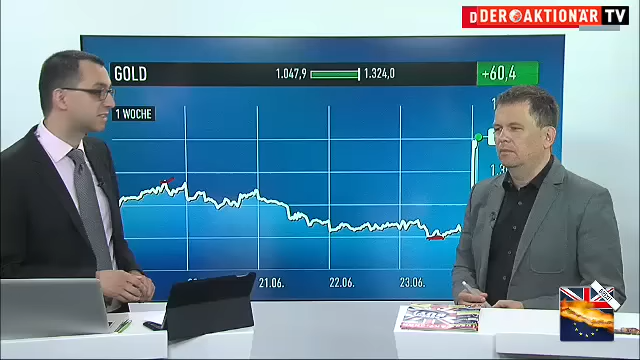 DER AKTIONÄR TV
GOLD
1.047,9
1.324,0
+60,4
1 WOCHE
21.06.
22.06.
23.06.